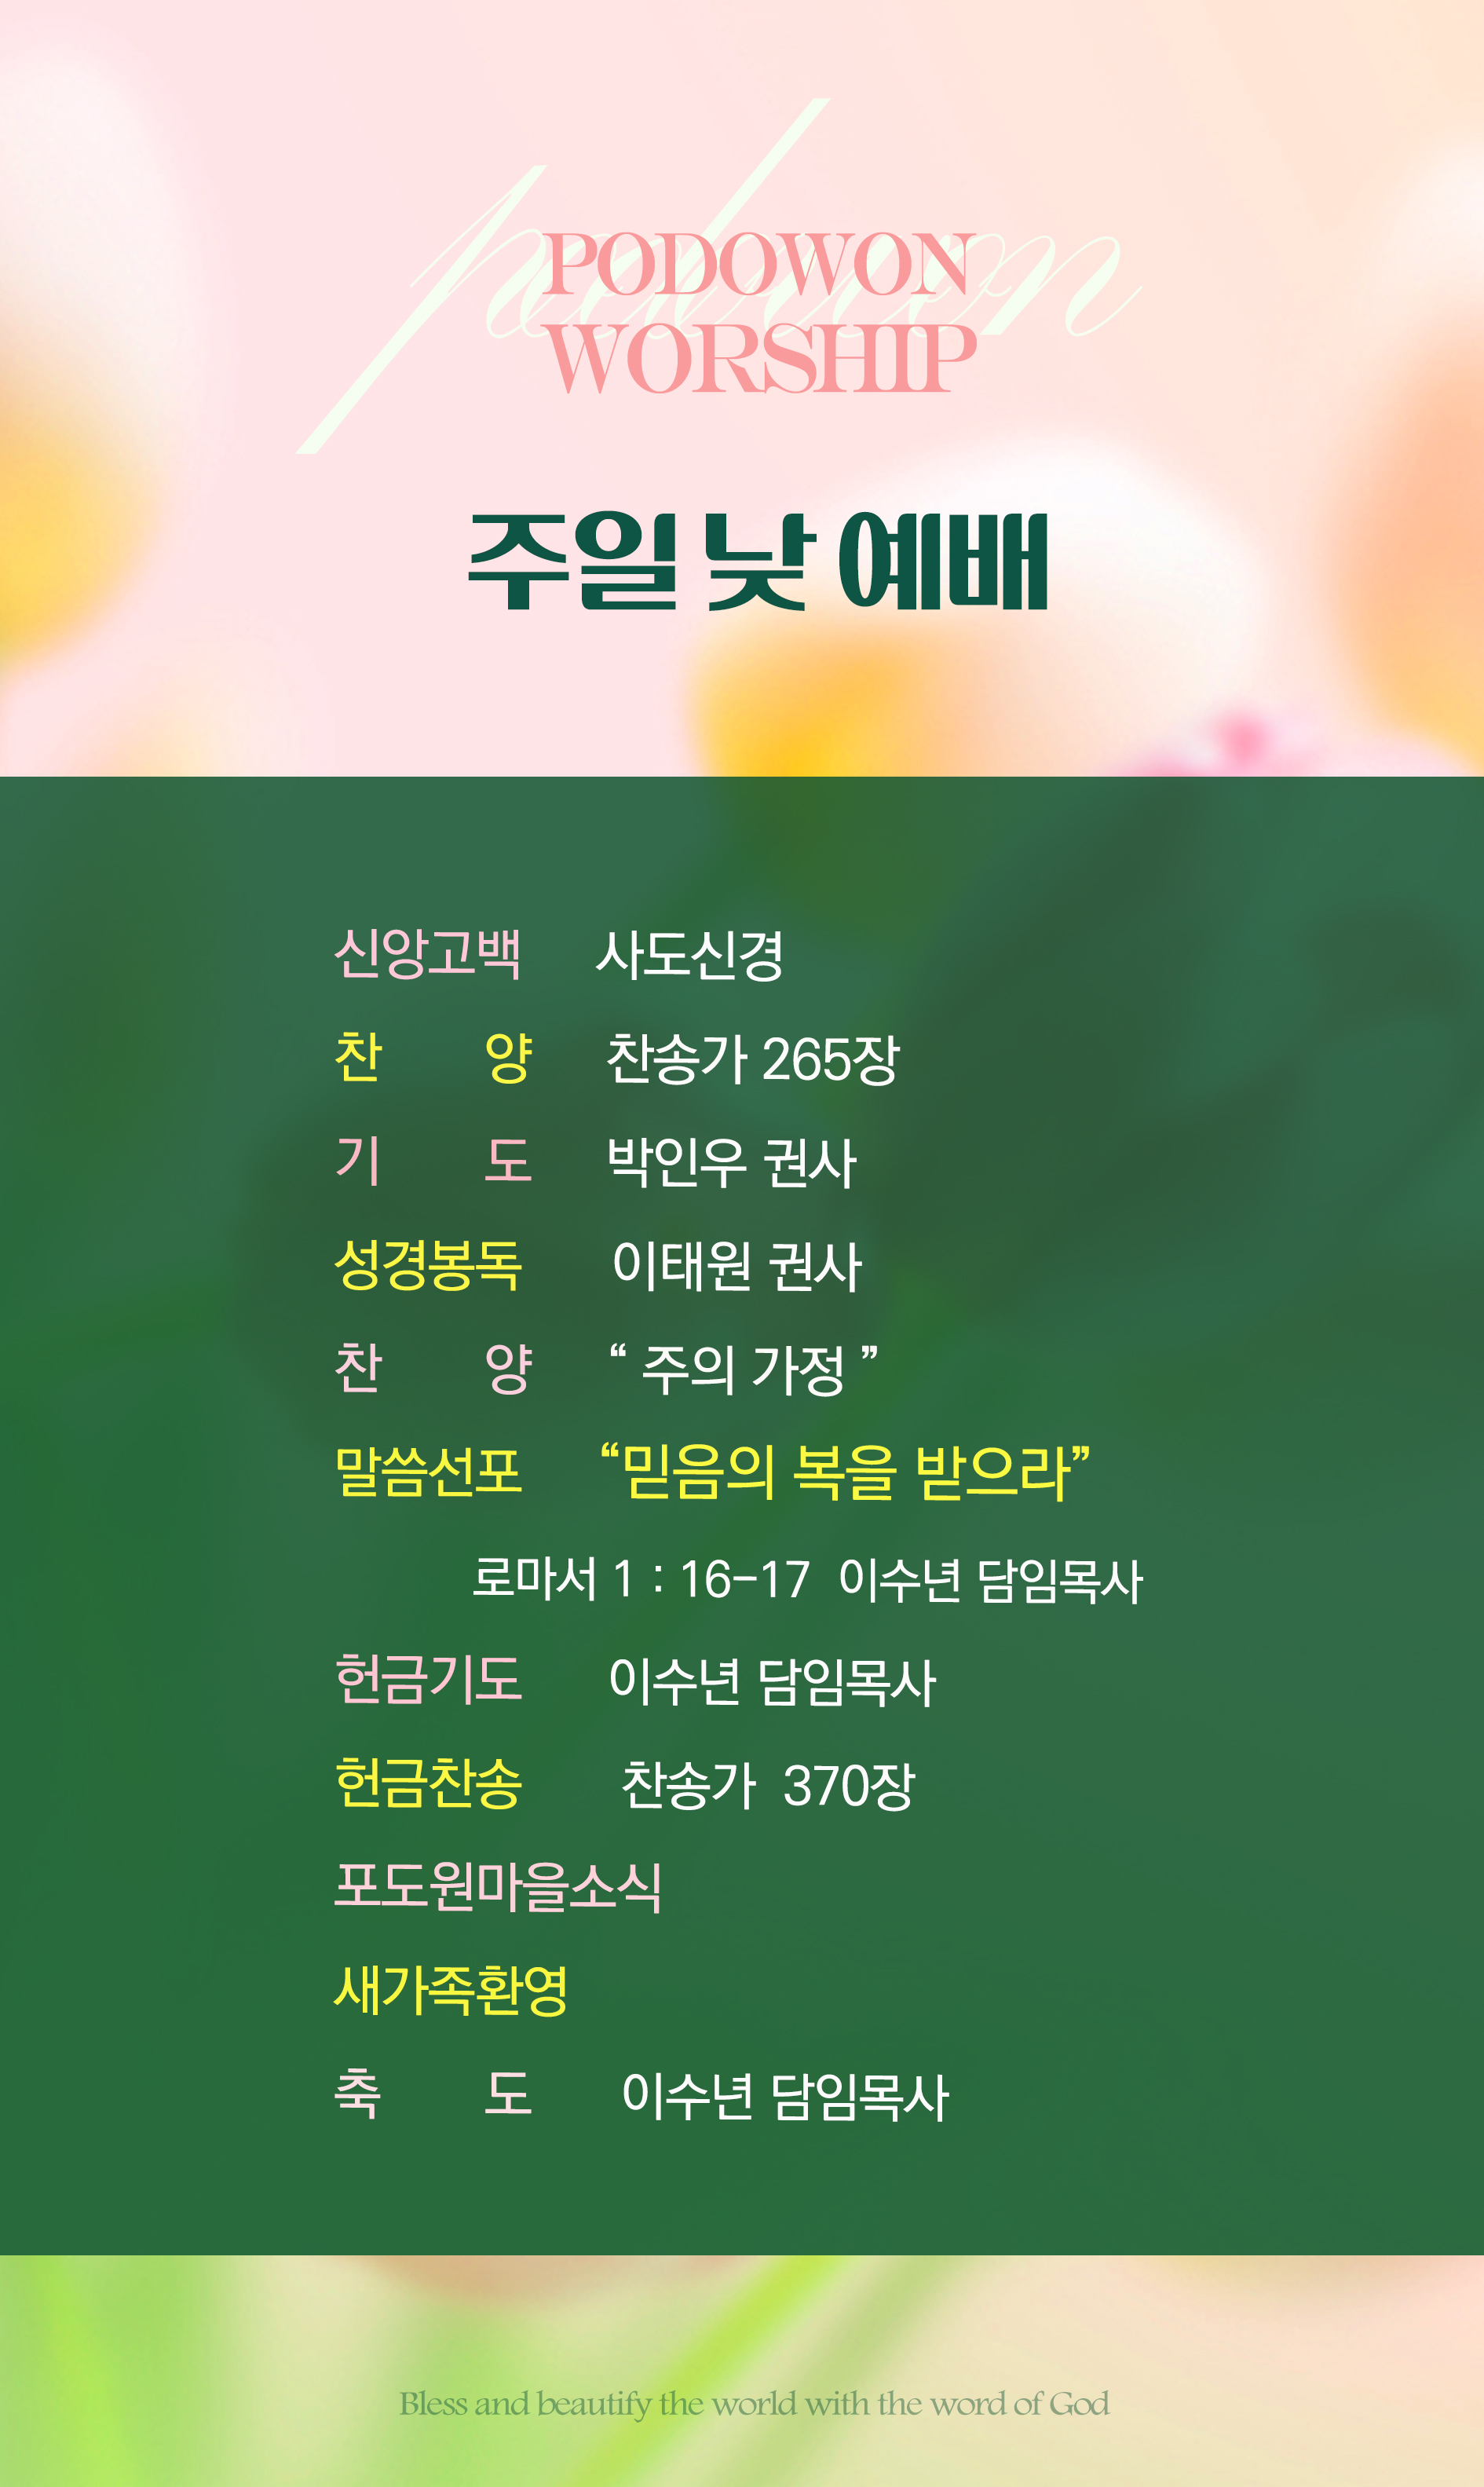 podowon
PODOWON
WORSHIP
주일 낮 예배
신앙고백 사도신경
찬 양 찬송가 265장
기 도 박인우 권사
성경봉독 이태원 권사
찬 양 “ 주의 가정 ”
말씀선포 “믿음의 복을 받으라”
로마서 1 : 16-17 이수년 담임목사
헌금기도 이수년 담임목사
헌금찬송 찬송가 370장
포도원마을소식
새가족환영
축 도 이수년 담임목사
Bless and beautify the world with the word of God